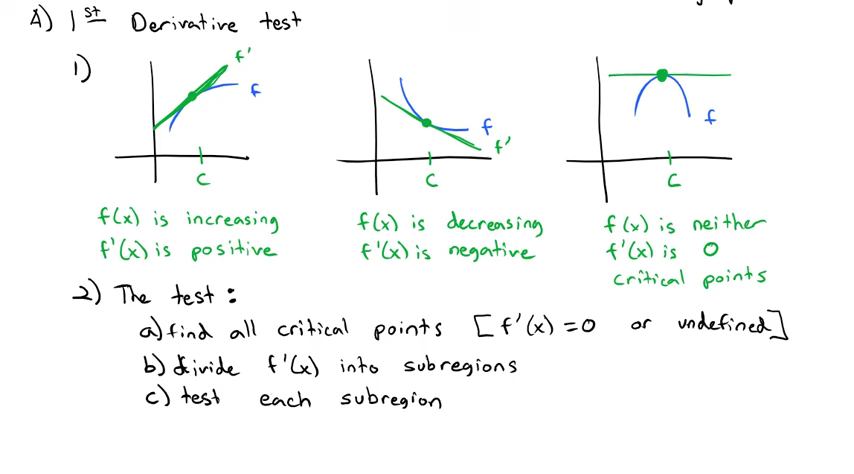 A) 1st Derivative test
1)
f'
f
c
f
f'
c
f
c
f(x) is increasing
f'(x) is positive
f(x) is decreasing
f'(x) is negative
f(x) is neither
f'(x) is 0
critical points
2) The test:
a) find all critical points [f'(x) = 0 or undefined]
b) divide f'(x) into subregions
c) test each subregion